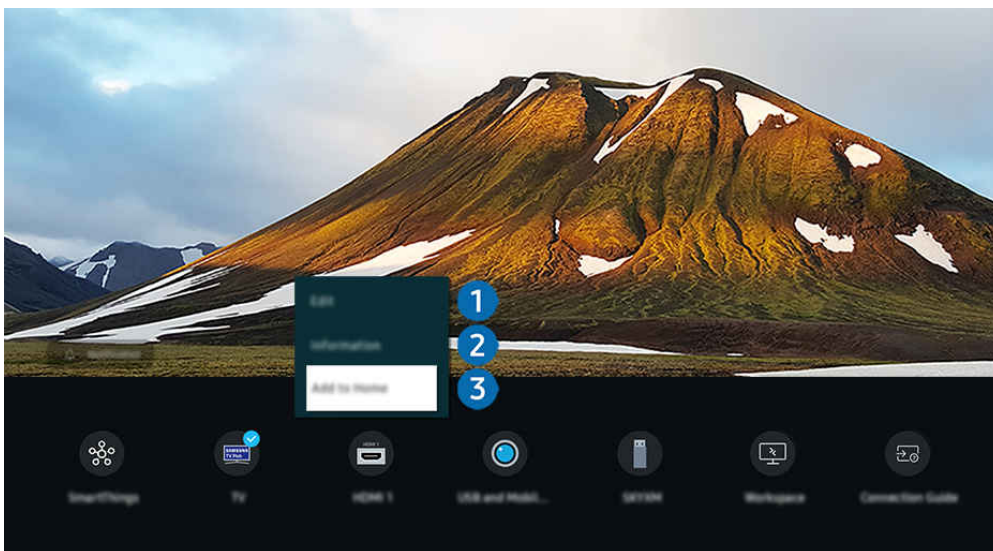 Edit
1
Information
2
Add to Home
3
HDMI 1
SAMSUNG
TV Plus
SmartThings
TV
HDMI 1
USB and Mobil...
SKYXM
Workspace
Connection Guide